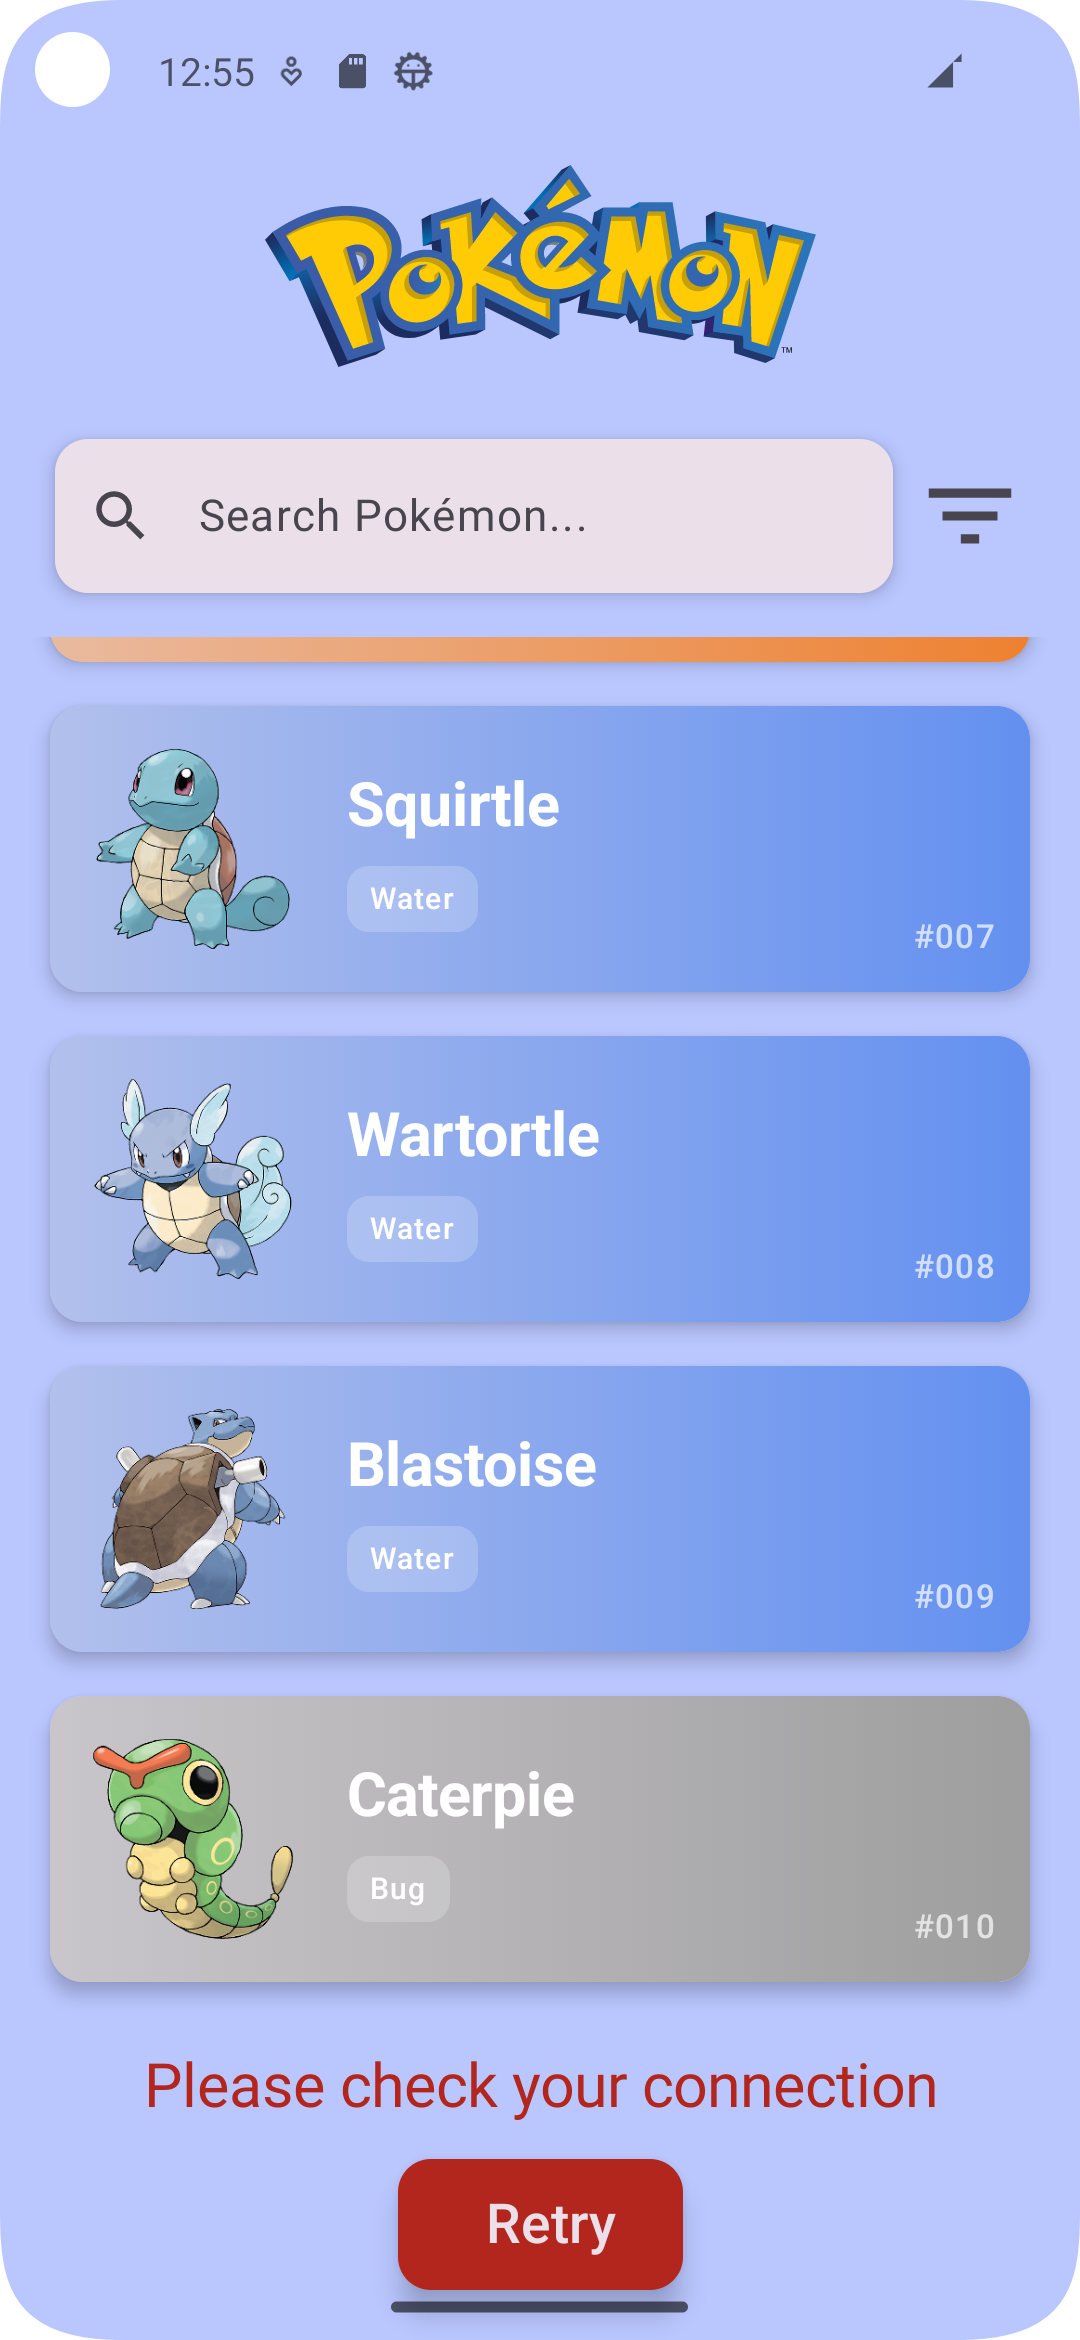 12:55
POKéMON
TM
Search Pokémon...
Squirtle
Water
#007
Wartortle
Water
#008
Blastoise
Water
#009
Caterpie
Bug
#010
Please check your connection
Retry